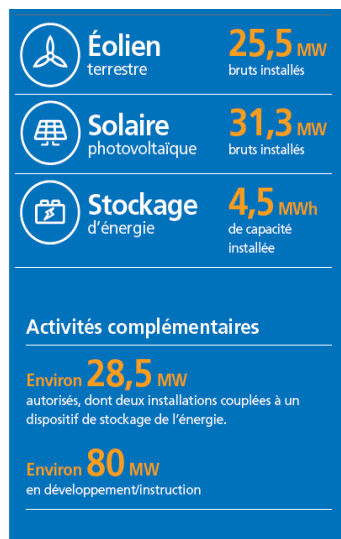 Éolien
terrestre
25,5 MW
bruts installés
Solaire
photovoltaïque
31,3 MW
bruts installés
Stockage
d'énergie
4,5 MWh
de capacité
installée
Activités complémentaires
Environ 28,5 MW
autorisés, dont deux installations couplées à un
dispositif de stockage de l'énergie.
Environ 80 MW
en développement/instruction